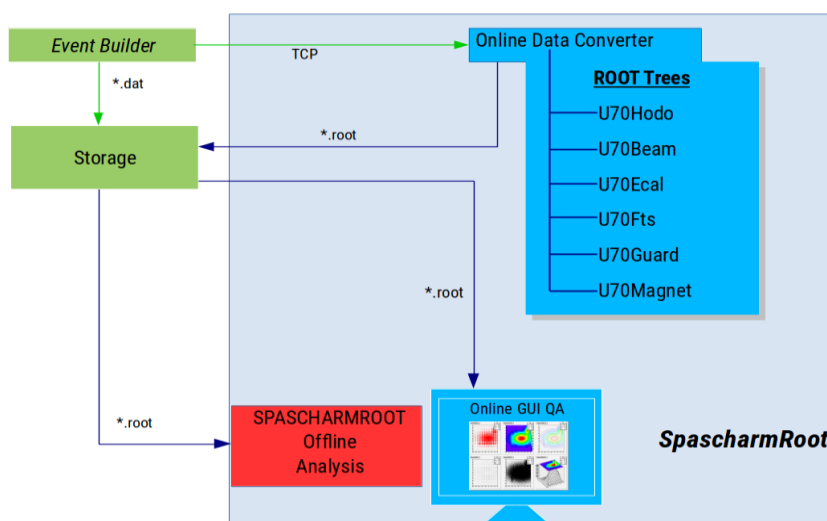 Event Builder
TCP
Online Data Converter
*.dat
ROOT Trees
U70Hodo
*.root
Storage
U70Beam
U70Ecal
U70Fts
U70Guard
U70Magnet
*.root
*.root
SPASCHARMROOT
Offline
Analysis
Online GUI QA
SpascharmRoot